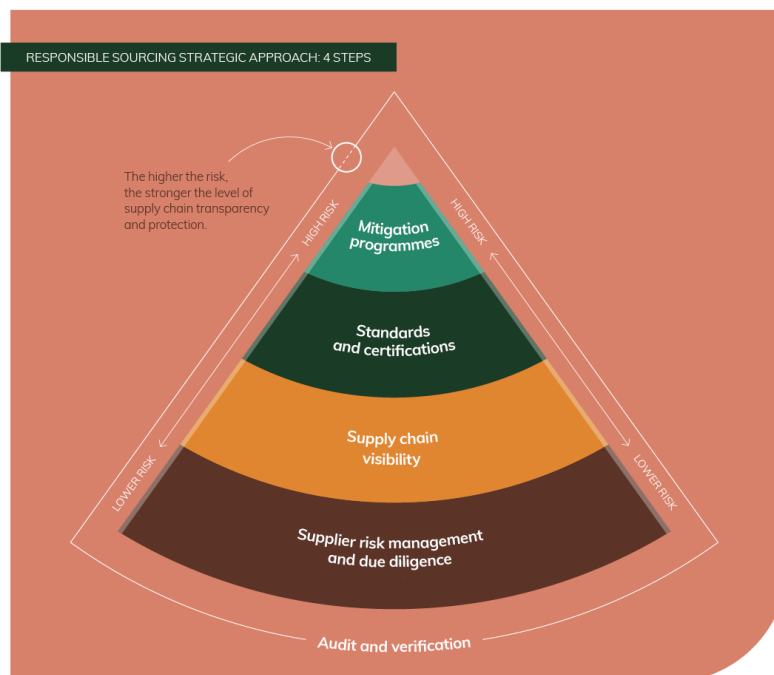 RESPONSIBLE SOURCING STRATEGIC APPROACH: 4 STEPS
The higher the risk,
the stronger the level of
supply chain transparency
and protection.
HIGH RISK
HIGH RISK
Mitigation
programmes
Standards
and certifications
Supply chain
visibility
LOWER RISK
LOWER RISK
Supplier risk management
and due diligence
Audit and verification